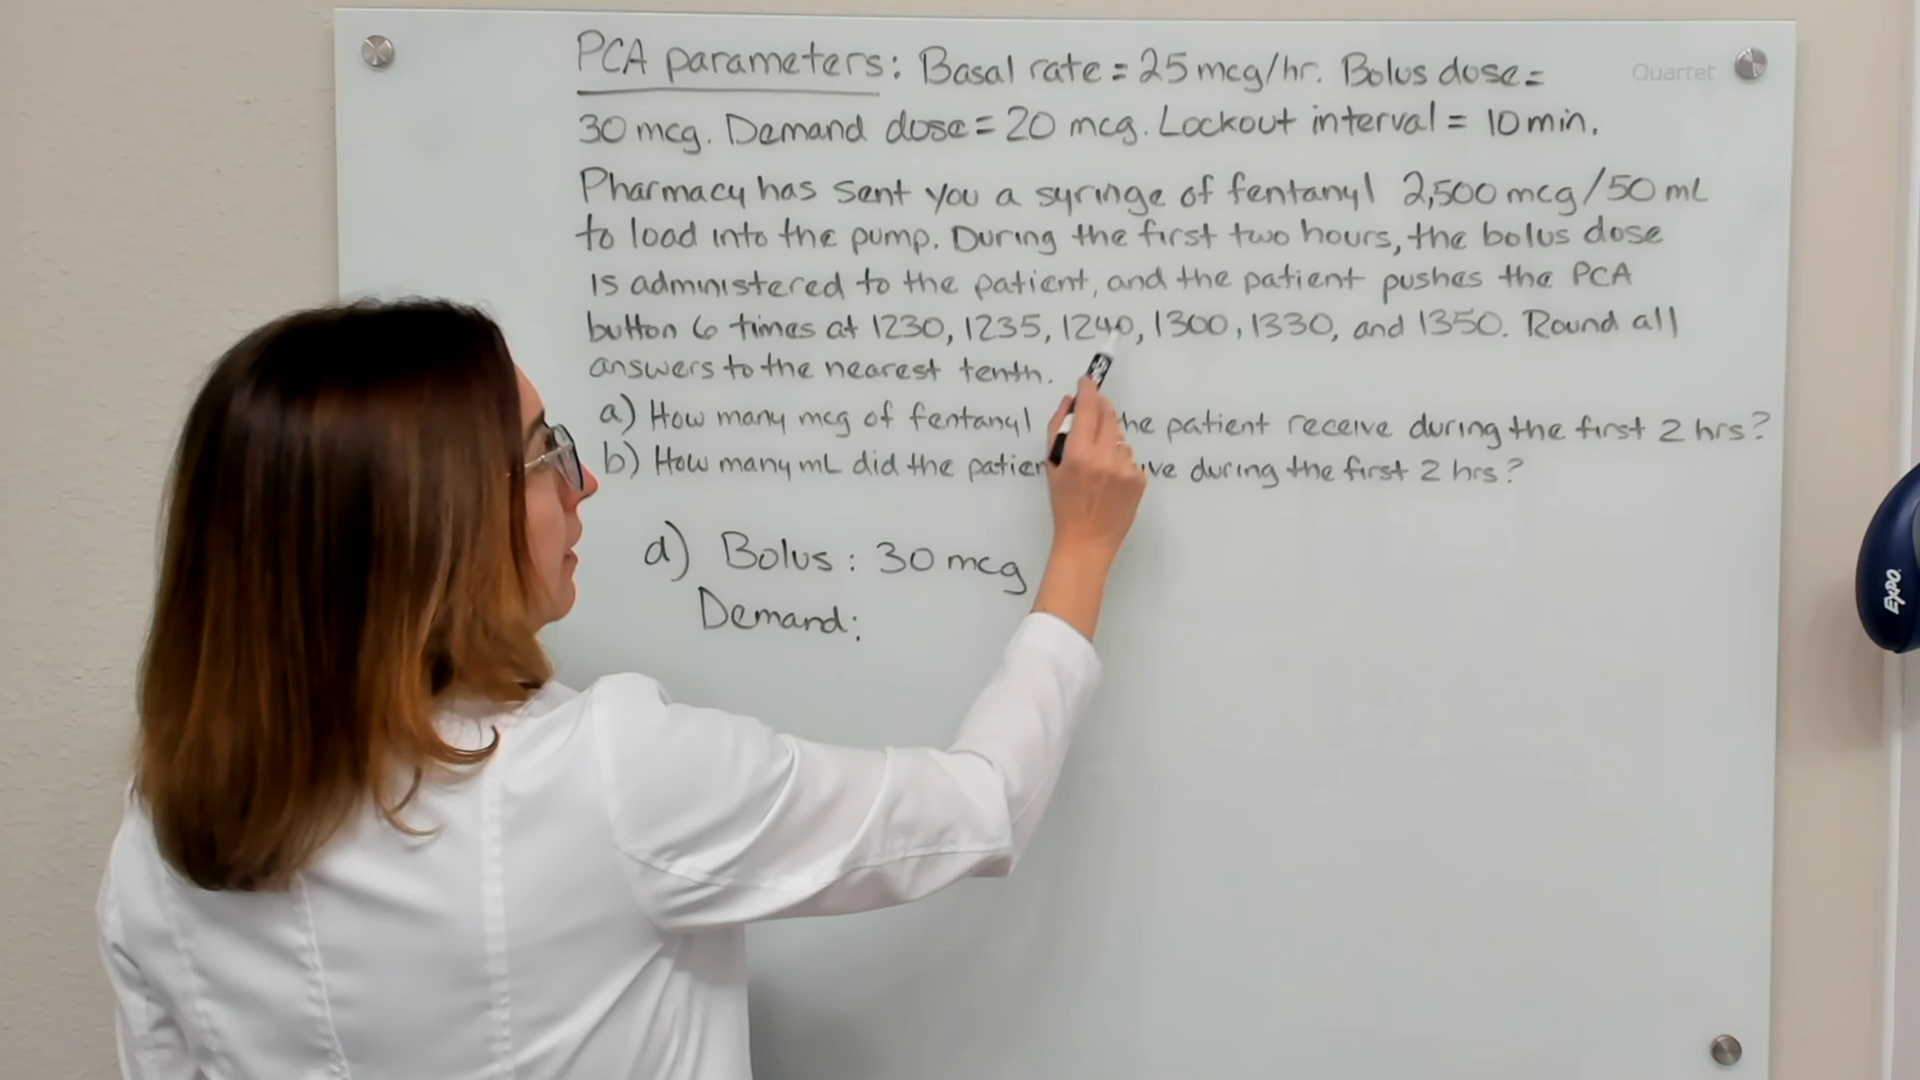 PCA parameters: Basal rate = 25 mcg/hr. Bolus dose =
Quartet
30 mcg. Demand dose = 20 mcg. Lockout interval = 10 min.
Pharmacy has sent you a syringe of fentanyl 2,500 mcg/50 mL
to load into the pump. During the first two hours, the bolus dose
is administered to the patient, and the patient pushes the PCA
button 6 times at 1230, 1235, 1240, 1300, 1330, and 1350. Round all
answers to the nearest tenth.
a) How many mcg of fentanyl the patient receive during the first 2 hrs?
b) How many mL did the patient during the first 2 hrs?
a) Bolus: 30 mcg
Demand:
EXPO